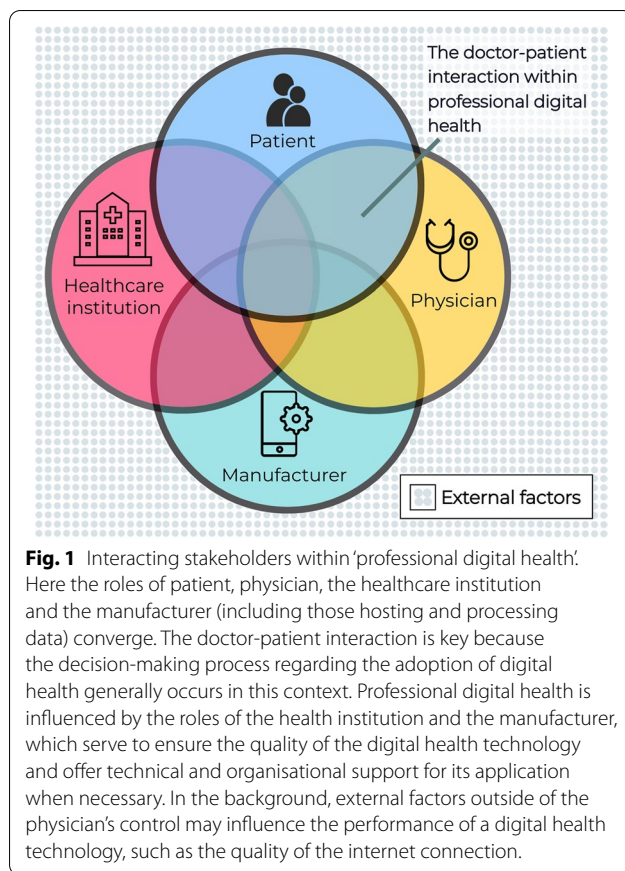 The doctor-patient
interaction within
professional digital
health
Patient
Healthcare
institution
Physician
Manufacturer
External factors
Fig. 1 Interacting stakeholders within ‘professional digital health’.
Here the roles of patient, physician, the healthcare institution
and the manufacturer (including those hosting and processing
data) converge. The doctor-patient interaction is key because
the decision-making process regarding the adoption of digital
health generally occurs in this context. Professional digital health is
influenced by the roles of the health institution and the manufacturer,
which serve to ensure the quality of the digital health technology
and offer technical and organisational support for its application
when necessary. In the background, external factors outside of the
physician’s control may influence the performance of a digital health
technology, such as the quality of the internet connection.